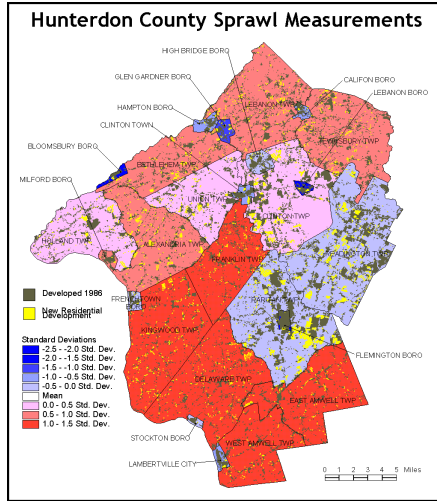 Hunterdon County Sprawl Measurements
HIGH BRIDGE BORO
GLEN GARDNER BORO
CALIFON BORO
HAMPTON BORO
LEBANON TWP
LEBANON BORO
CLINTON TOWN
TEWKSBURY TWP
BLOOMSBURY BORO
BETHLEHEM TWP
MILFORD BORO
UNION TWP
CLINTON TWP
HOLLAND TWP
ALEXANDRIA TWP
READINGTON TWP
FRANKLIN TWP
FRENCHTOWN
BORO
RARITAN TWP
KINGWOOD TWP
FLEMINGTON BORO
DELAWARE TWP
EAST AMWELL TWP
STOCKTON BORO
WEST AMWELL TWP
LAMBERTVILLE CITY
Developed 1986
New Residential
Development
Standard Deviations
-2.5 - -2.0 Std. Dev.
-2.0 - -1.5 Std. Dev.
-1.5 - -1.0 Std. Dev.
-1.0 - -0.5 Std. Dev.
-0.5 - 0.0 Std. Dev.
Mean
0.0 - 0.5 Std. Dev.
0.5 - 1.0 Std. Dev.
1.0 - 1.5 Std. Dev.
0 1 2 3 4 5 Miles